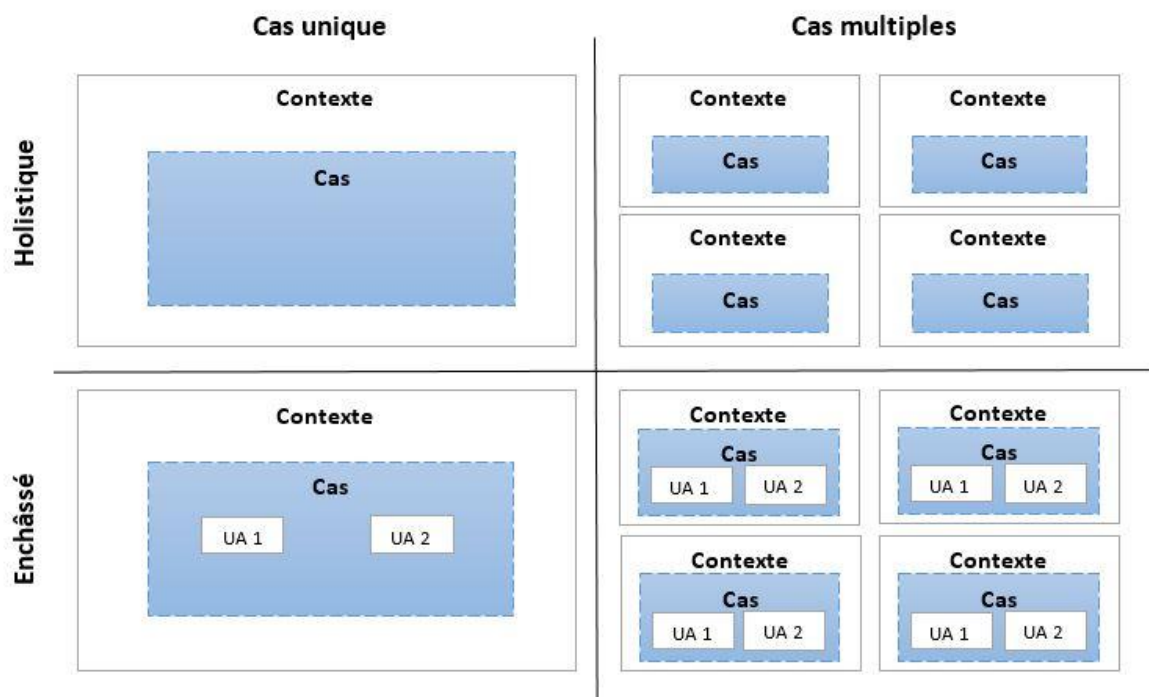 Cas unique
Cas multiples
Holistique
Contexte
Cas
Contexte
Cas
Contexte
Cas
Contexte
Cas
Contexte
Cas
Enchâssé
Contexte
Cas
UA 1
UA 2
Contexte
Cas
UA 1
UA 2
Contexte
Cas
UA 1
UA 2
Contexte
Cas
UA 1
UA 2
Contexte
Cas
UA 1
UA 2